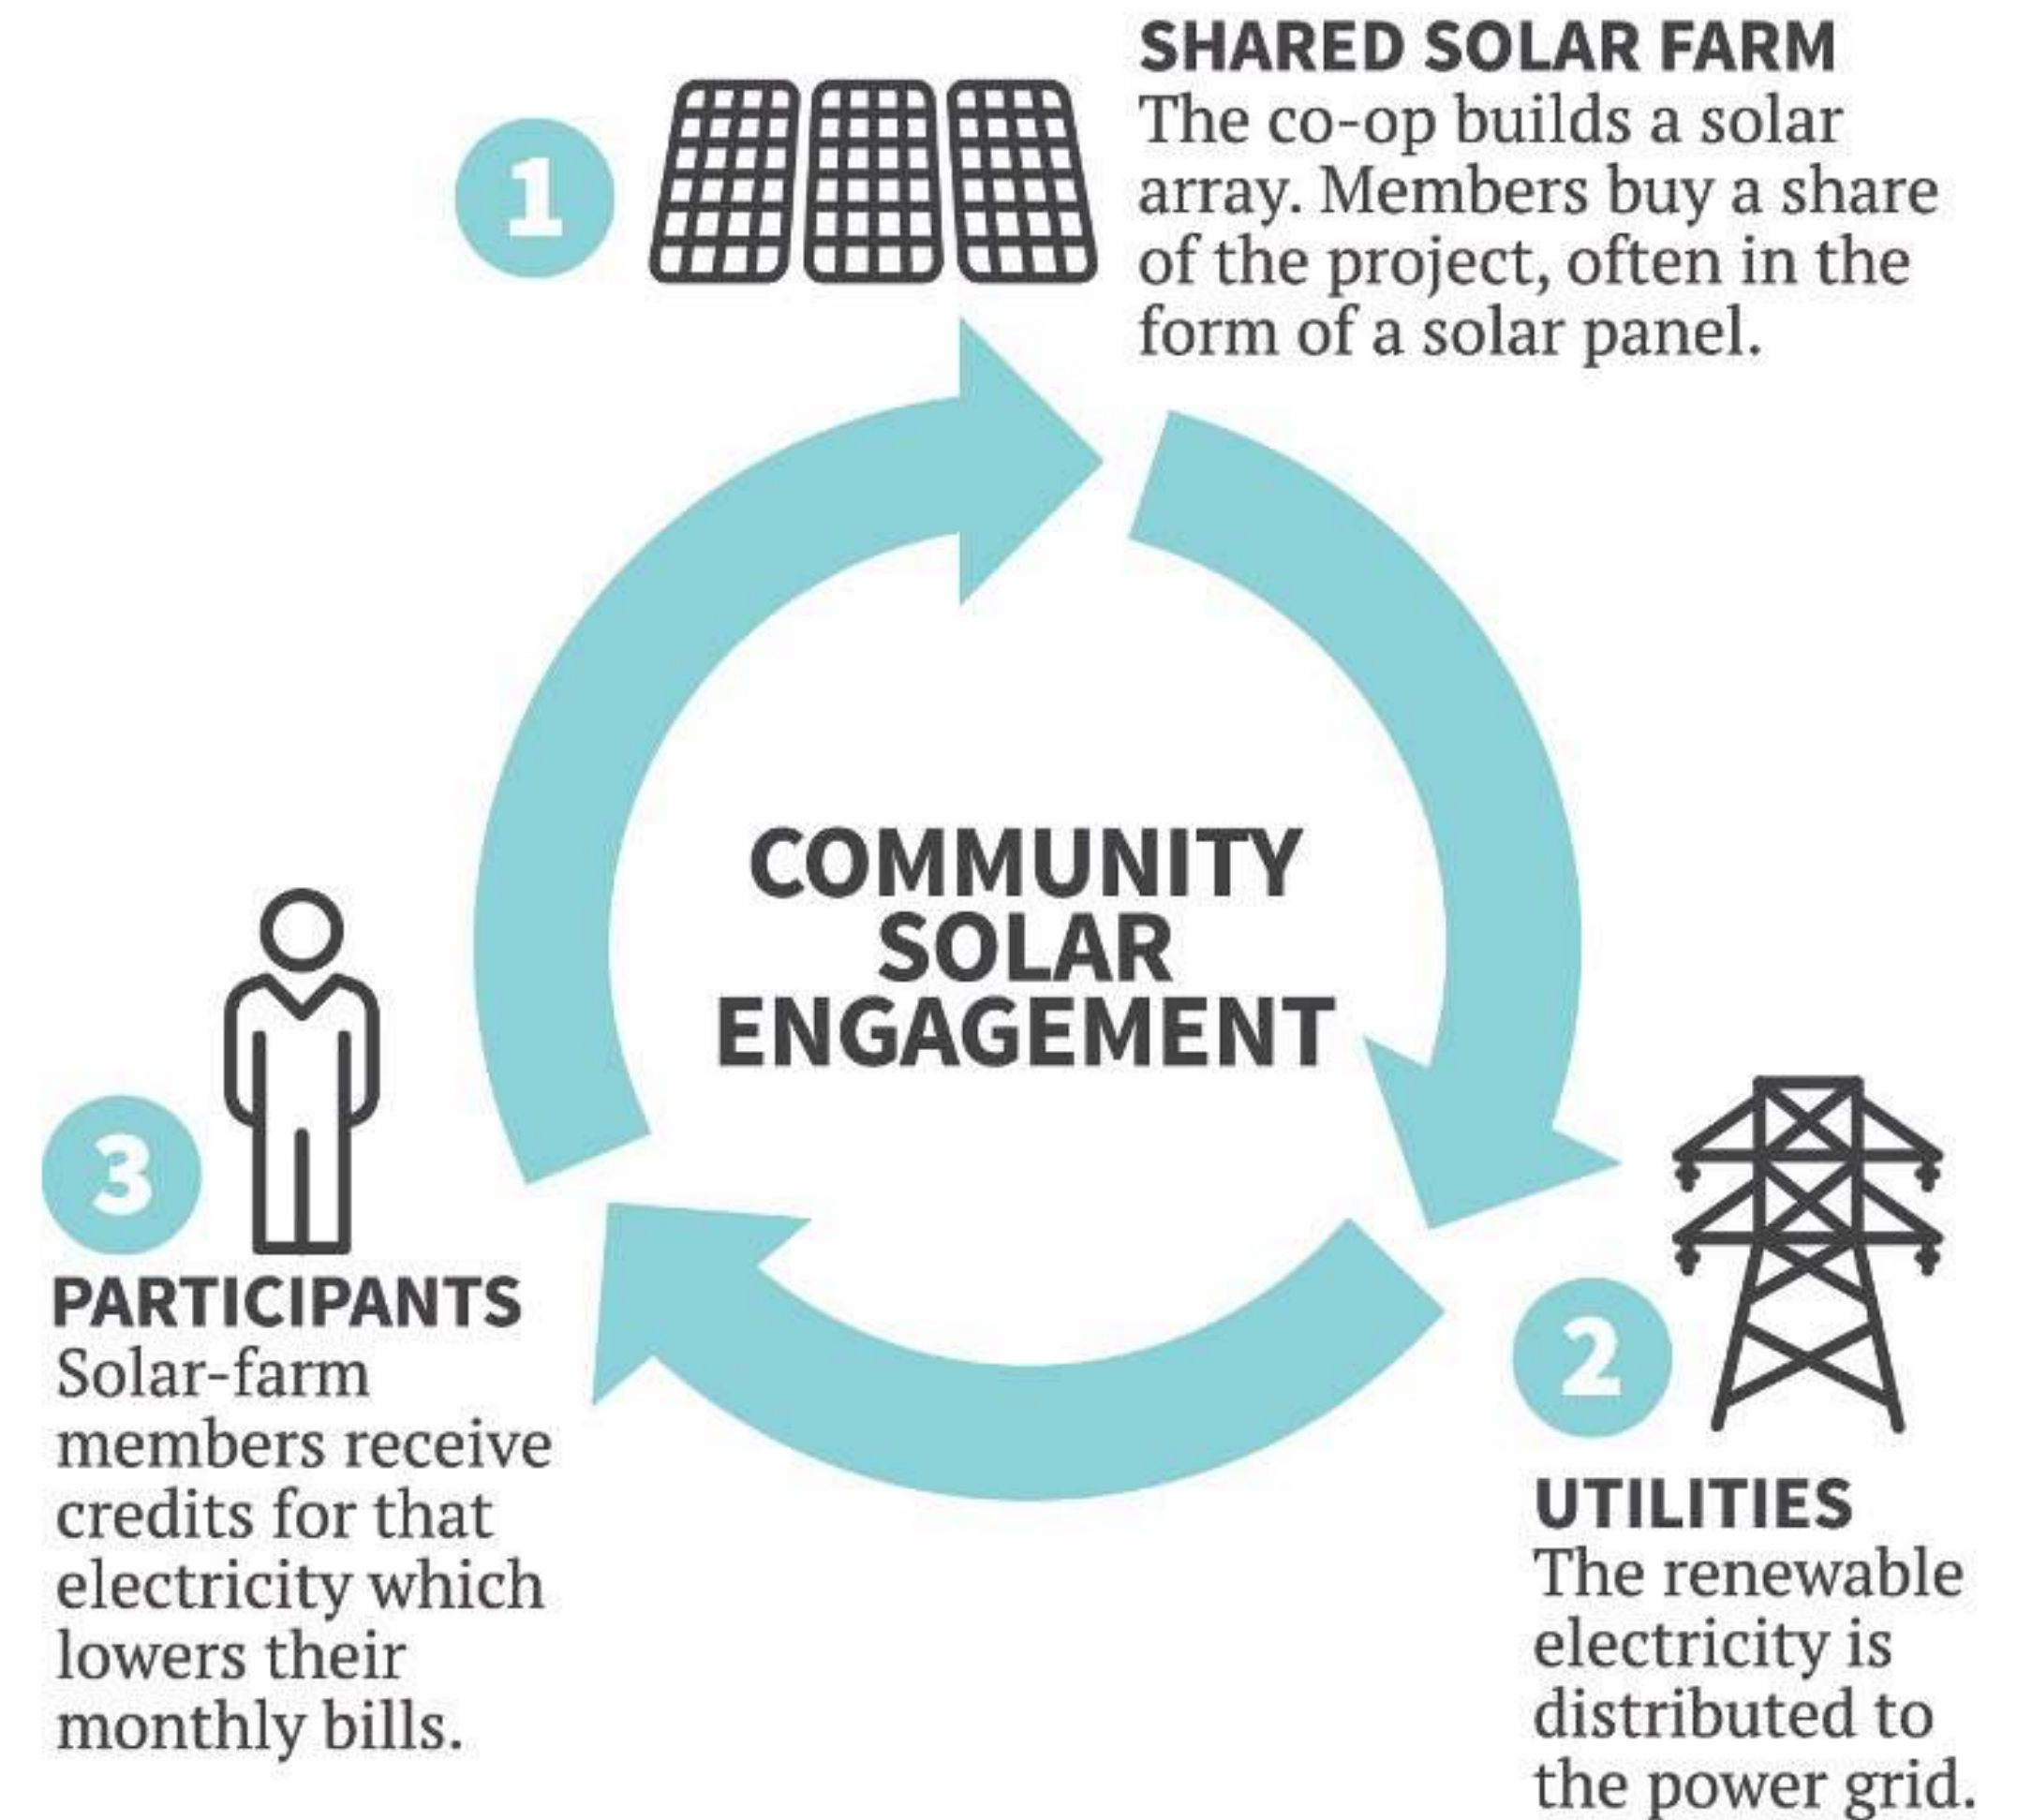 1
SHARED SOLAR FARM
The co-op builds a solar
array. Members buy a share
of the project, often in the
form of a solar panel.
COMMUNITY
SOLAR
ENGAGEMENT
2
UTILITIES
The renewable
electricity is
distributed to
the power grid.
3
PARTICIPANTS
Solar-farm
members receive
credits for that
electricity which
lowers their
monthly bills.